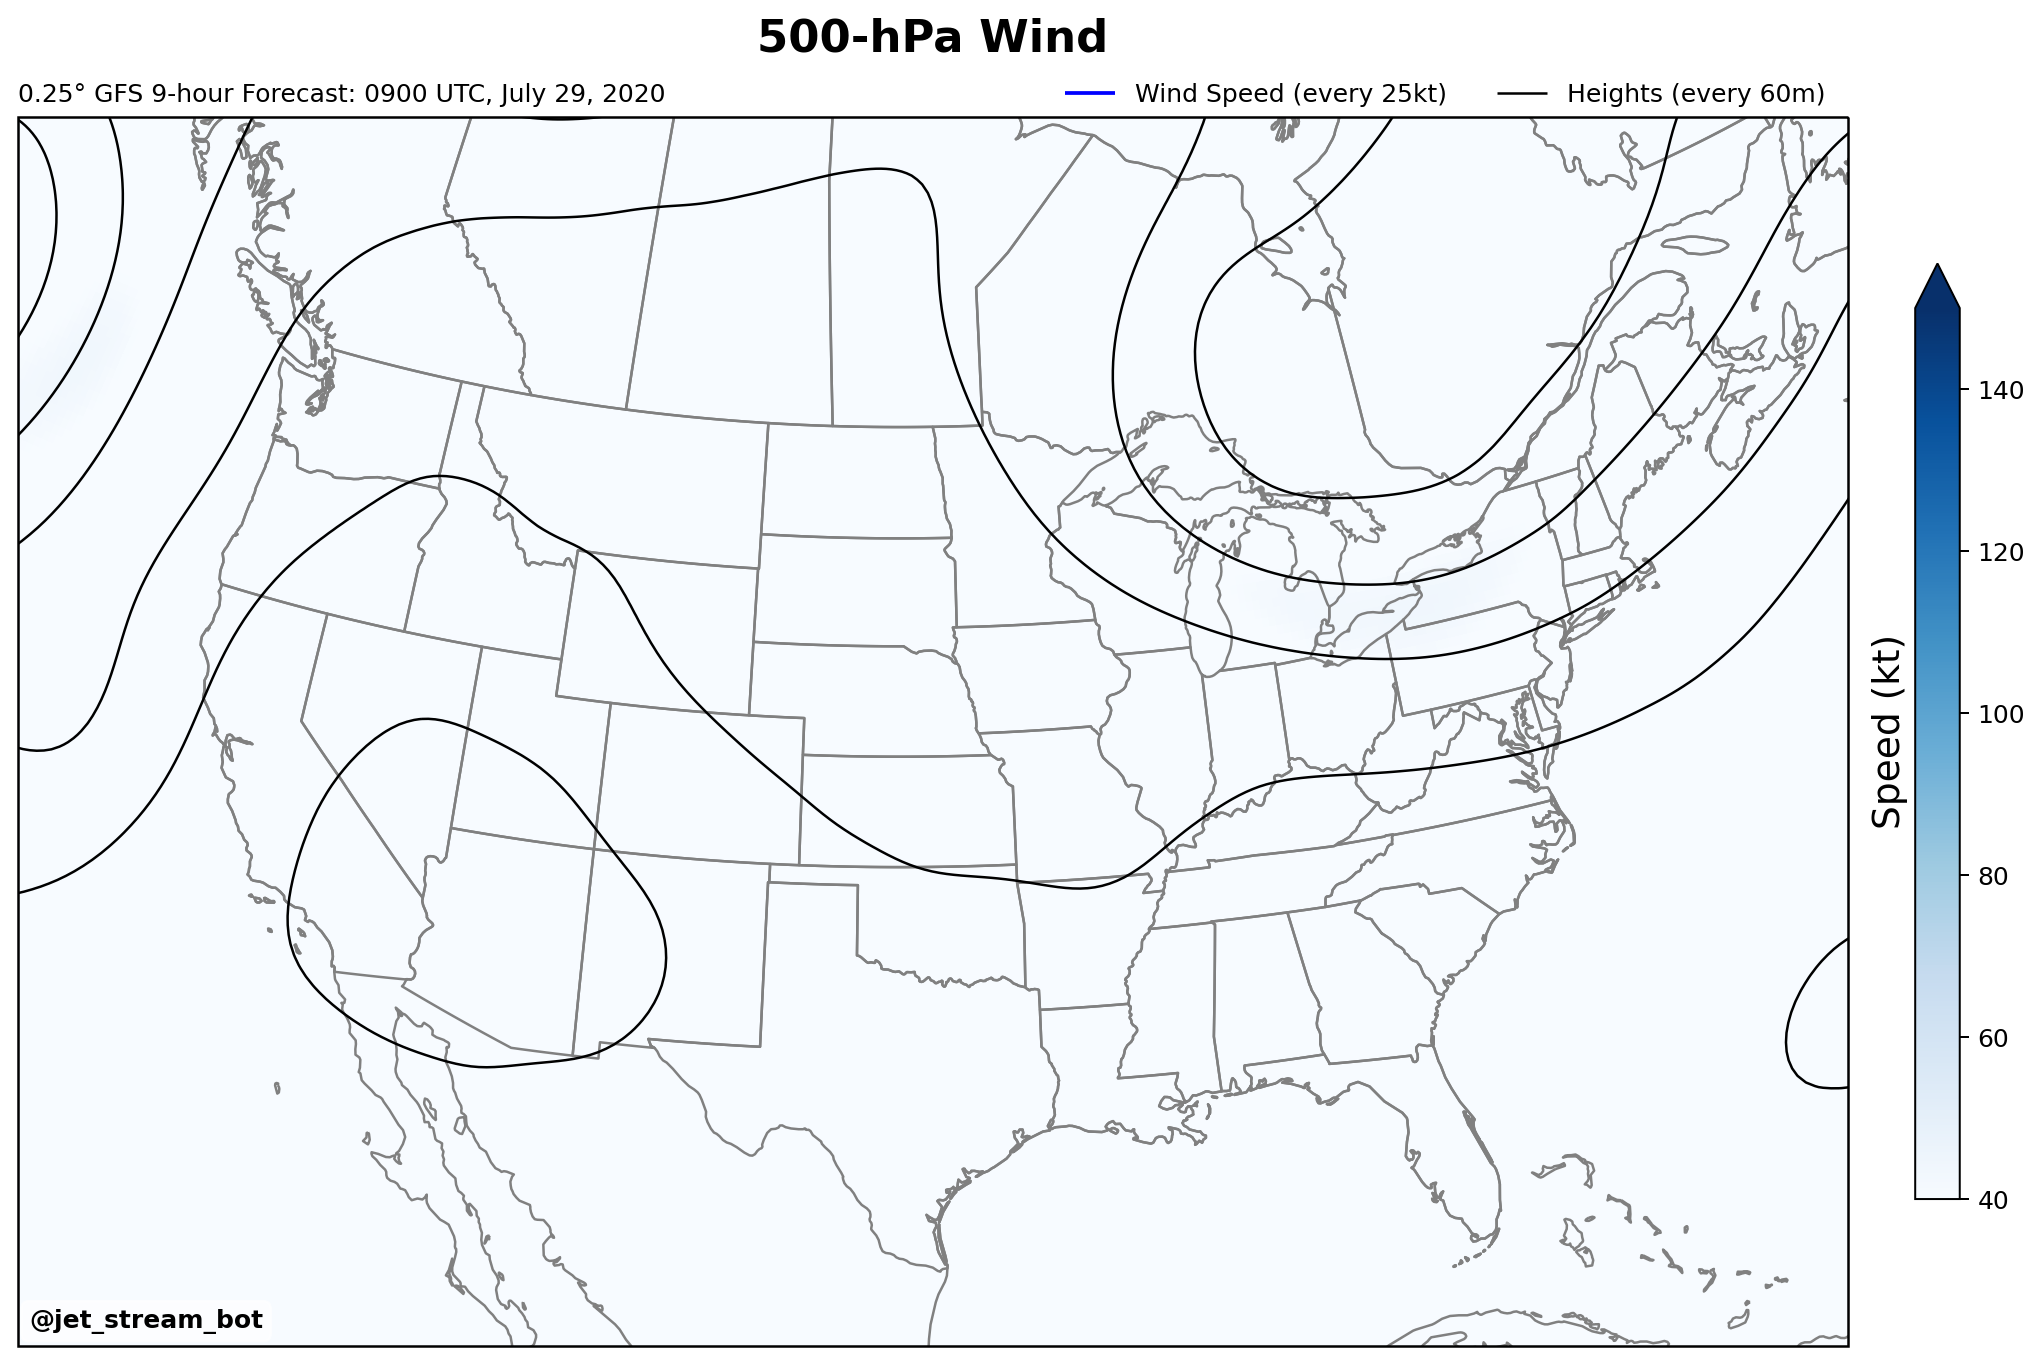 500-hPa Wind
0.25° GFS 9-hour Forecast: 0900 UTC, July 29, 2020
Wind Speed (every 25kt)
Heights (every 60m)
140
120
100
80
60
40
Speed (kt)
@jet_stream_bot